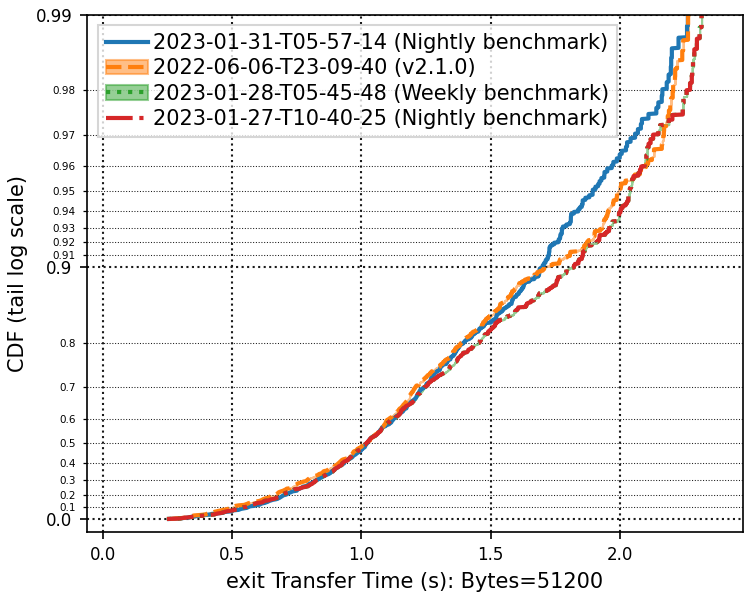 2023-01-31-T05-57-14 (Nightly benchmark)
2022-06-06-T23-09-40 (v2.1.0)
2023-01-28-T05-45-48 (Weekly benchmark)
2023-01-27-T10-40-25 (Nightly benchmark)
CDF (tail log scale)
0.99
0.98
0.97
0.96
0.95
0.94
0.93
0.92
0.91
0.9
0.8
0.7
0.6
0.5
0.4
0.3
0.2
0.1
0.0
0.0 0.5 1.0 1.5 2.0
exit Transfer Time (s): Bytes=51200